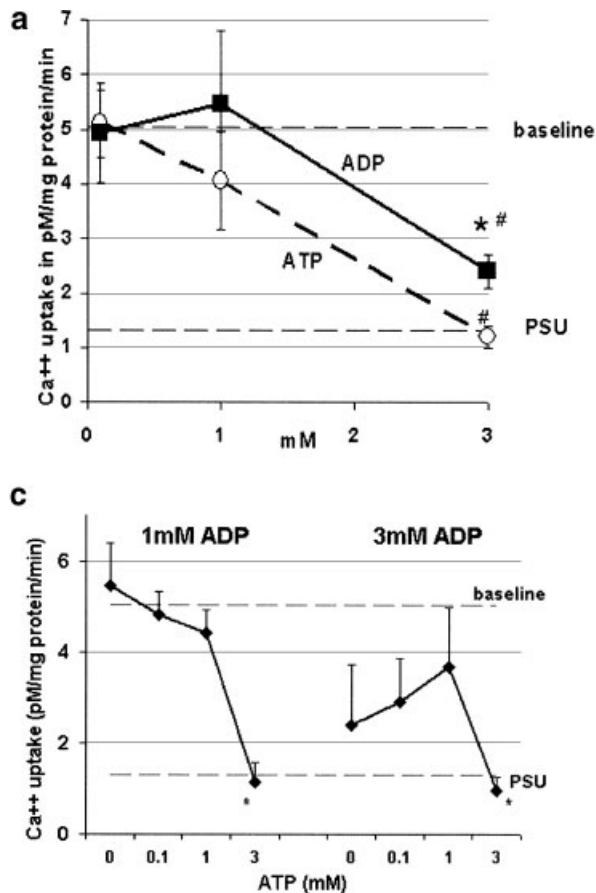 a
Ca++ uptake in pM/mg protein/min
7
6
5
4
3
2
1
0
baseline
ADP
ATP
* #
#
PSU
0 1 2 3
mM
c
Ca++ uptake (pM/mg protein/min)
1mM ADP 3mM ADP
6
4
2
0
baseline
PSU
* *
0 0.1 1 3 0 0.1 1 3
ATP (mM)